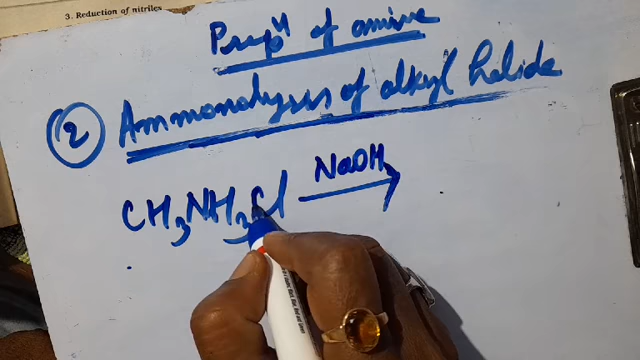 3. Reduction of nitriles
Prepⁿ of amine
② Ammonolysis of alkyl halide
CH₃NH₃Cl NaOH